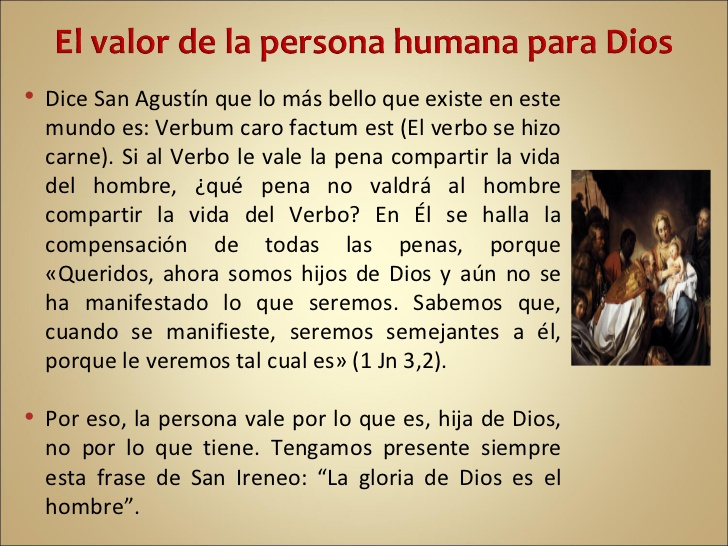 El valor de la persona humana para Dios
• Dice San Agustín que lo más bello que existe en este
mundo es: Verbum caro factum est (El verbo se hizo
carne). Si al Verbo le vale la pena compartir la vida
del hombre, ¿qué pena no valdrá al hombre
compartir la vida del Verbo? En Él se halla la
compensación de todas las penas, porque
«Queridos, ahora somos hijos de Dios y aún no se
ha manifestado lo que seremos. Sabemos que,
cuando se manifieste, seremos semejantes a él,
porque le veremos tal cual es» (1 Jn 3,2).
• Por eso, la persona vale por lo que es, hija de Dios,
no por lo que tiene. Tengamos presente siempre
esta frase de San Ireneo: “La gloria de Dios es el
hombre”.